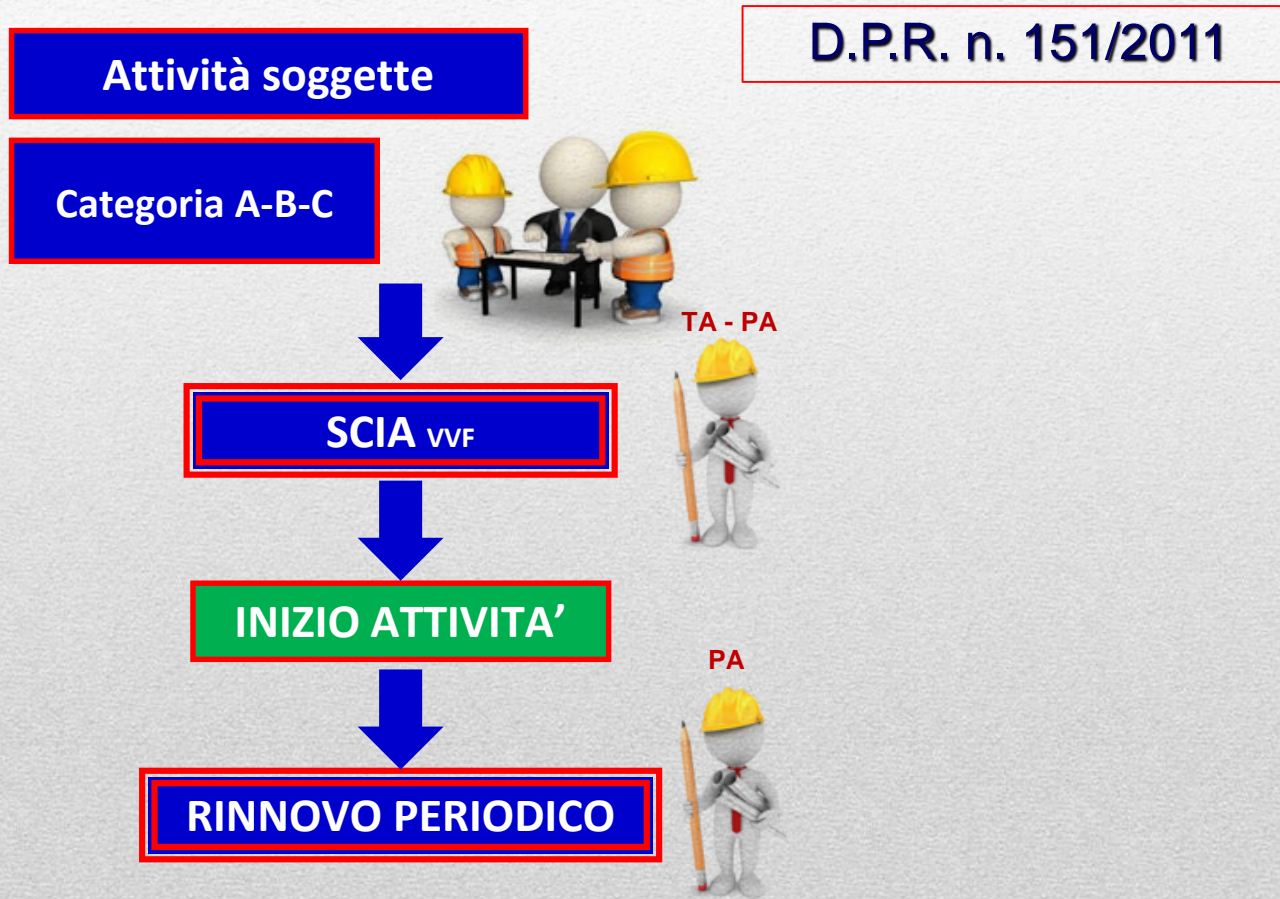 D.P.R. n. 151/2011
Attività soggette
Categoria A-B-C
TA - PA
SCIA VVF
INIZIO ATTIVITA’
PA
RINNOVO PERIODICO